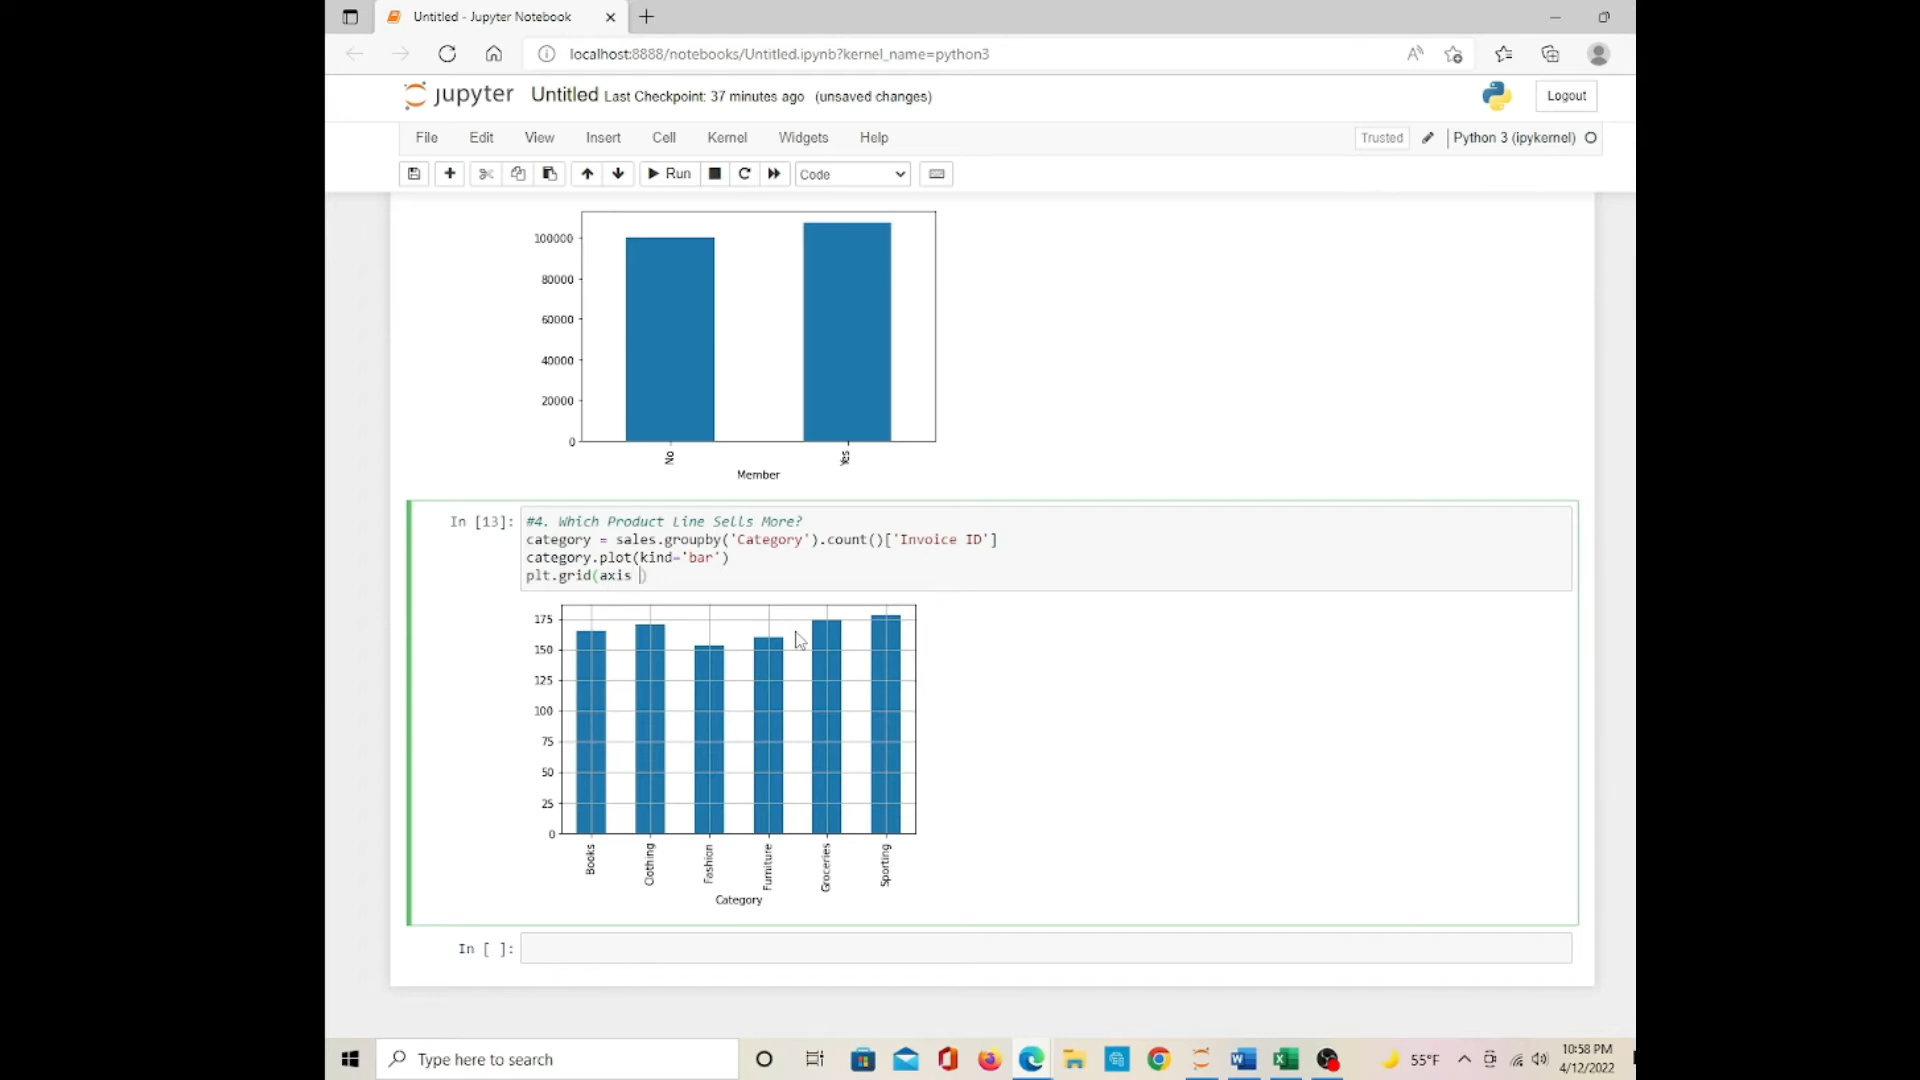 Untitled - Jupyter Notebook
localhost:8888/notebooks/Untitled.ipynb?kernel_name=python3
jupyter Untitled Last Checkpoint: 37 minutes ago (unsaved changes)
Logout
File Edit View Insert Cell Kernel Widgets Help
Trusted Python 3 (ipykernel)
Run Code
100000
80000
60000
40000
20000
0
No Yes
Member
In [13]: #4. Which Product Line Sells More?
category = sales.groupby('Category').count()['Invoice ID']
category.plot(kind='bar')
plt.grid(axis )
175
150
125
100
75
50
25
0
Books Clothing Fashion Furniture Groceries Sporting
Category
In [ ]:
Type here to search
55°F
10:58 PM
4/12/2022